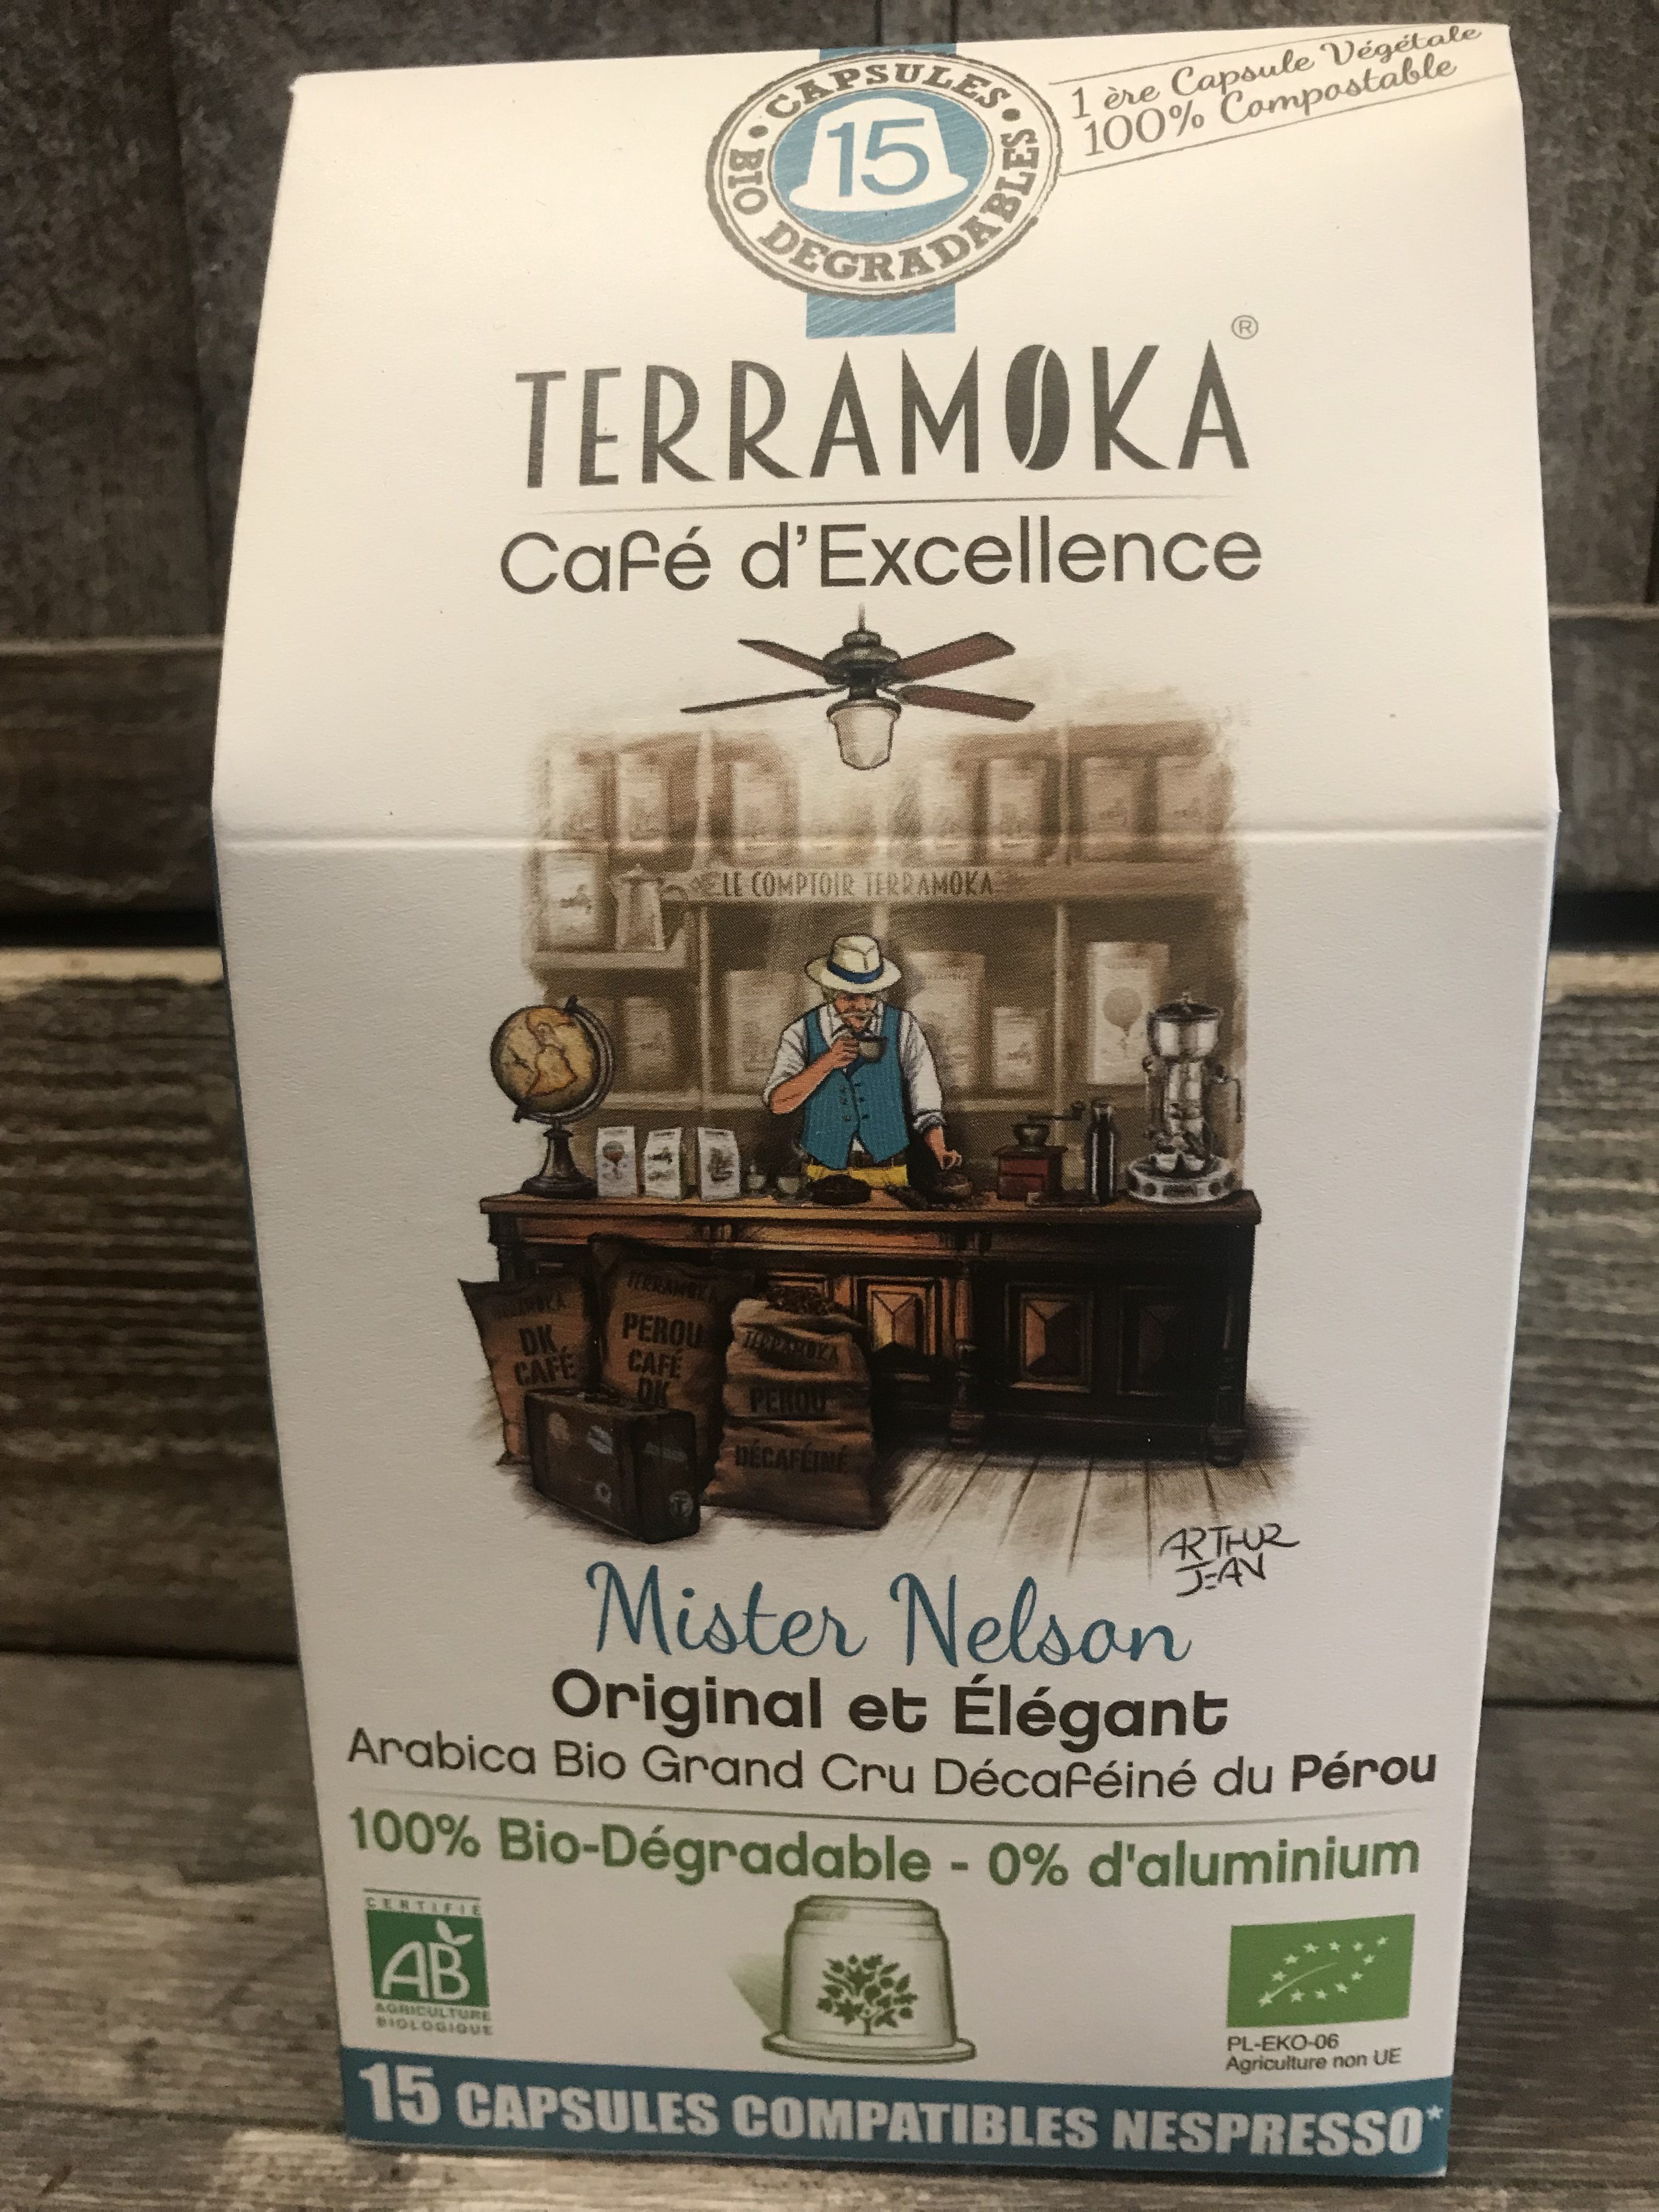 CAPSULES
15
BIO DEGRADABLES
1 ère Capsule Végétale
100% Compostable
TERRAMOKA®
Café d'Excellence
LE COMPTOIR TERRAMOKA
TERRAMOKA
DK
CAFÉ
TERRAMOKA
PEROU
CAFÉ
DK
TERRAMOKA
PEROU
DÉCAFÉINÉ
ARTHUR
JEAN
Mister Nelson
Original et Élégant
Arabica Bio Grand Cru Décaféiné du Pérou
100% Bio-Dégradable - 0% d'aluminium
CERTIFIÉ
AB
AGRICULTURE
BIOLOGIQUE
PL-EKO-06
Agriculture non UE
15 CAPSULES COMPATIBLES NESPRESSO*